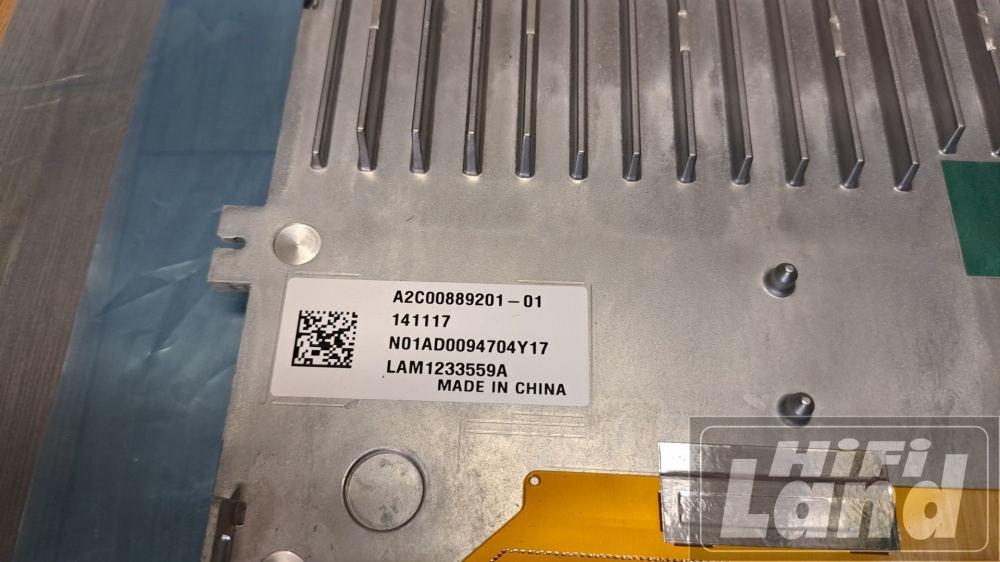 A2C00889201-01
141117
N01AD0094704Y17
LAM1233559A
MADE IN CHINA
HiFi
Land